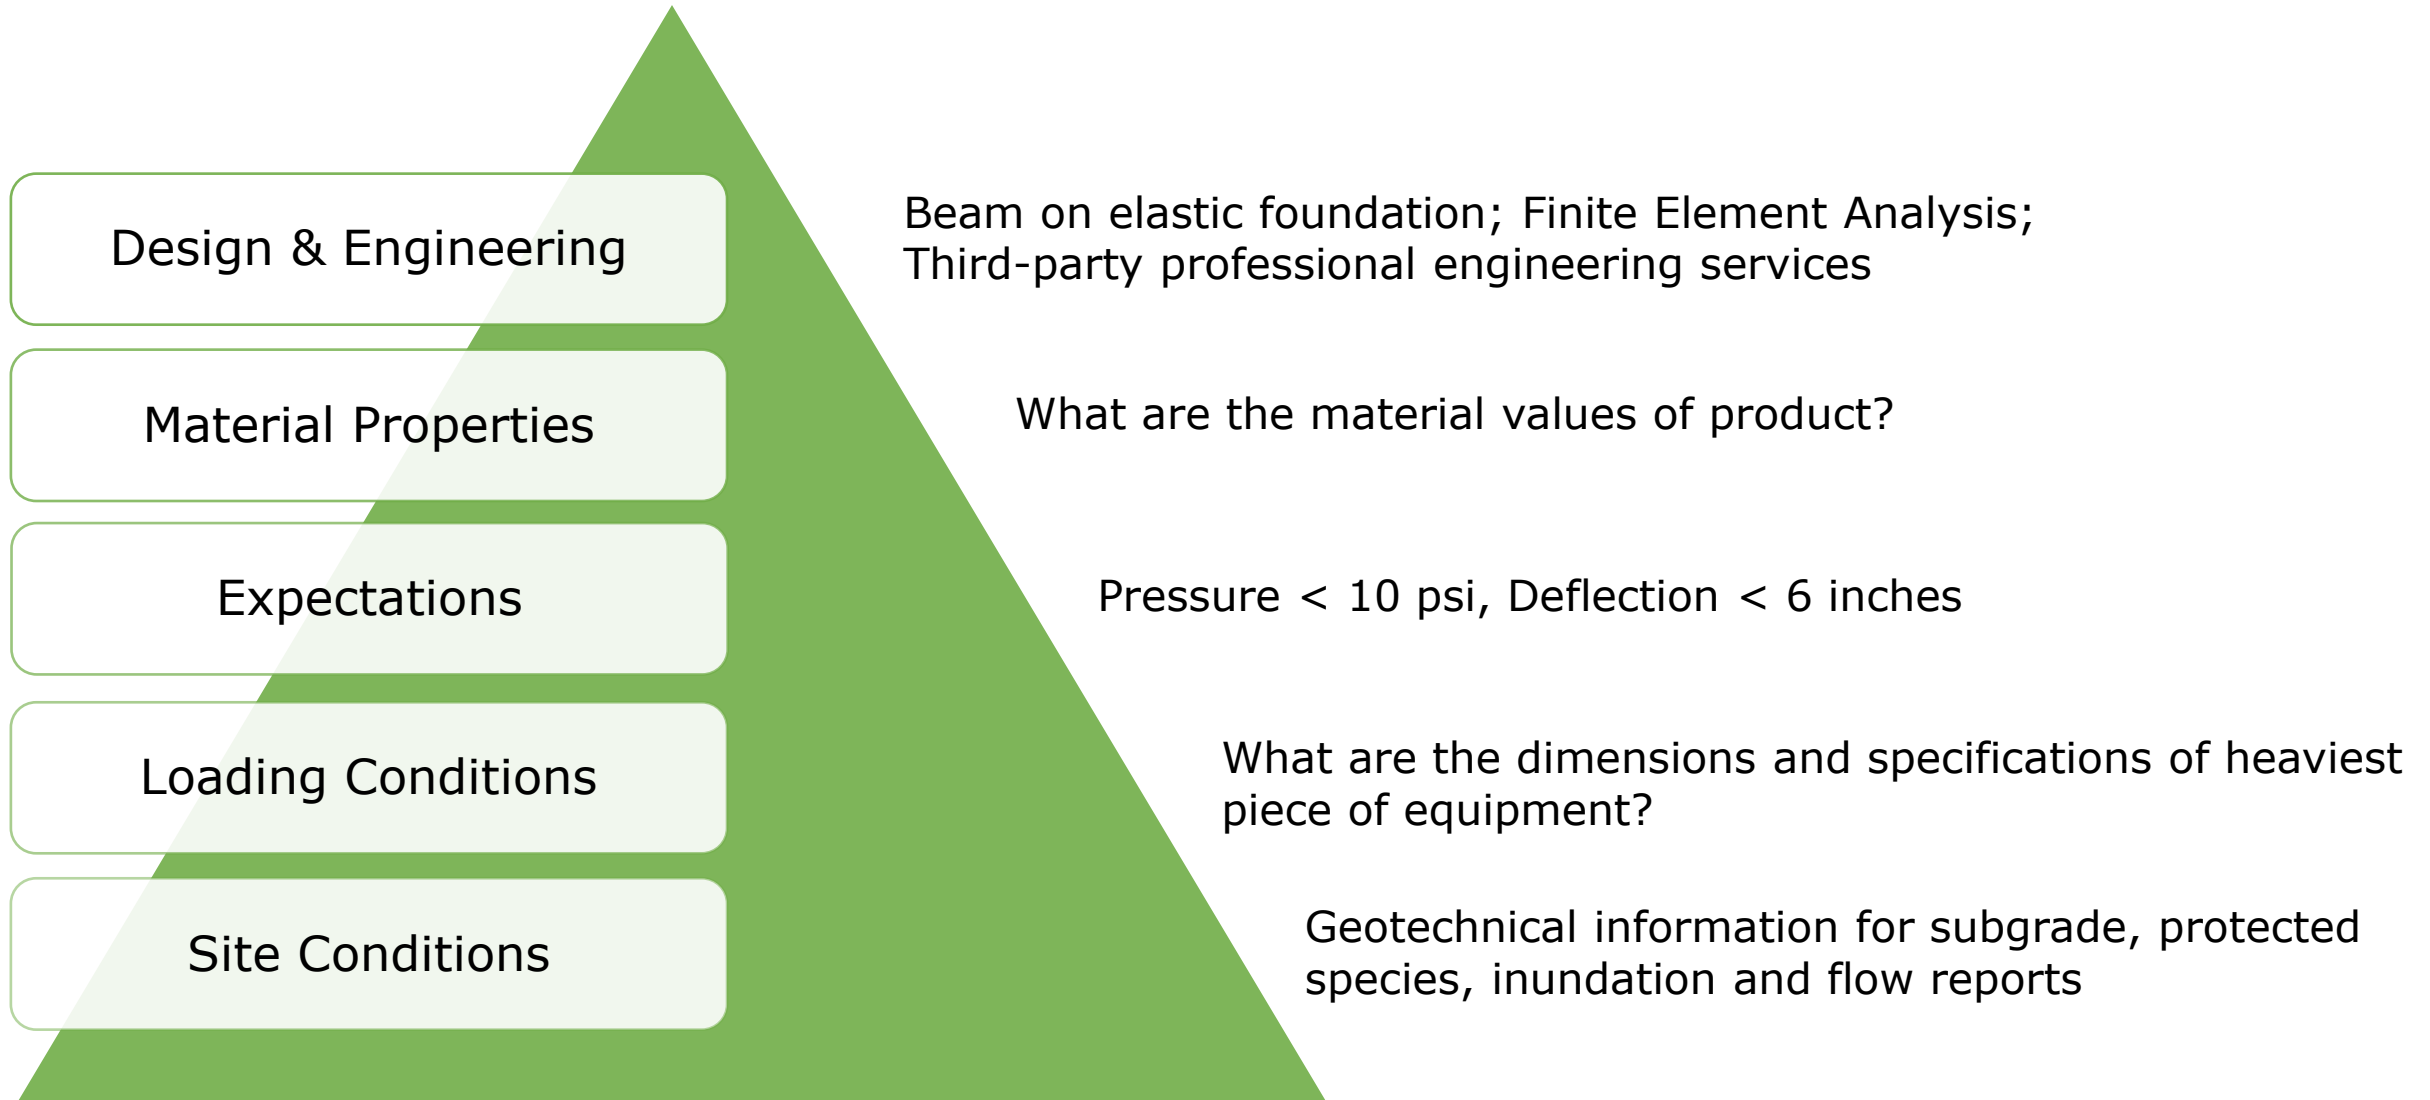 Design & Engineering
Beam on elastic foundation; Finite Element Analysis;
Third-party professional engineering services
Material Properties
What are the material values of product?
Expectations
Pressure < 10 psi, Deflection < 6 inches
Loading Conditions
What are the dimensions and specifications of heaviest
piece of equipment?
Site Conditions
Geotechnical information for subgrade, protected
species, inundation and flow reports